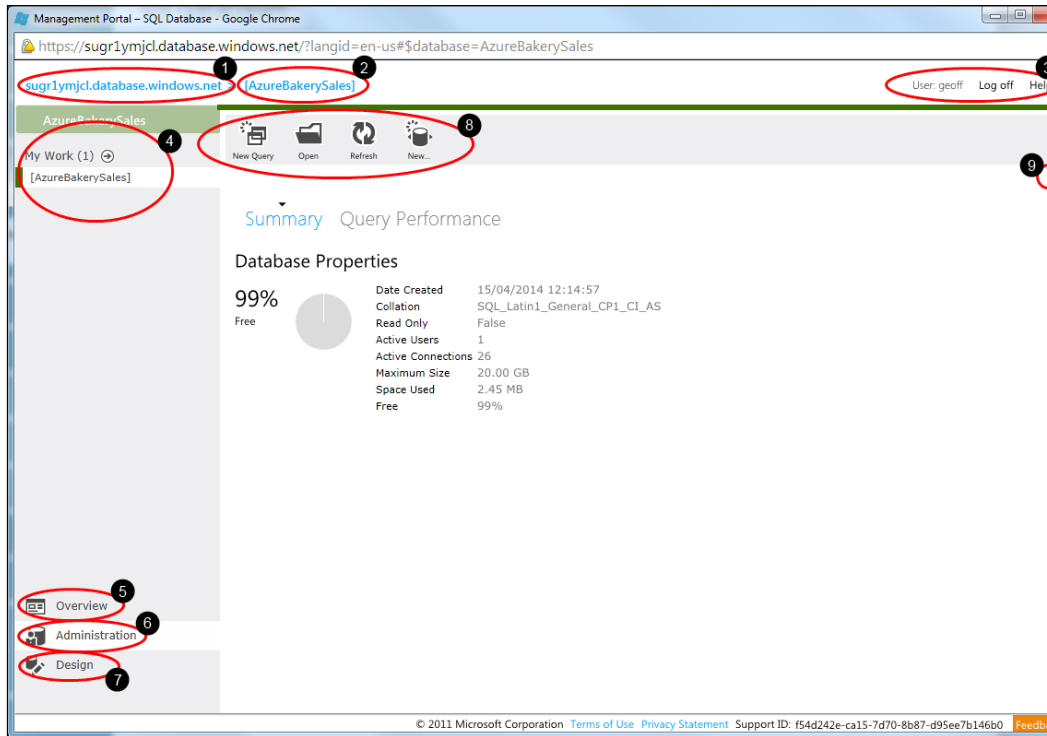 Management Portal – SQL Database - Google Chrome
https://sugr1ymjcl.database.windows.net/?langid=en-us#$database=AzureBakerySales
1
2
3
sugr1ymjcl.database.windows.net
[AzureBakerySales]
User: geoff Log off Help
AzureBakerySales
4
My Work (1)
[AzureBakerySales]
8
New Query Open Refresh New...
9
Summary Query Performance
Database Properties
99%
Free
Date Created 15/04/2014 12:14:57
Collation SQL_Latin1_General_CP1_CI_AS
Read Only False
Active Users 1
Active Connections 26
Maximum Size 20.00 GB
Space Used 2.45 MB
Free 99%
5
Overview
6
Administration
Design
7
© 2011 Microsoft Corporation Terms of Use Privacy Statement Support ID: f54d242e-ca15-7d70-8b87-d95ee7b146b0